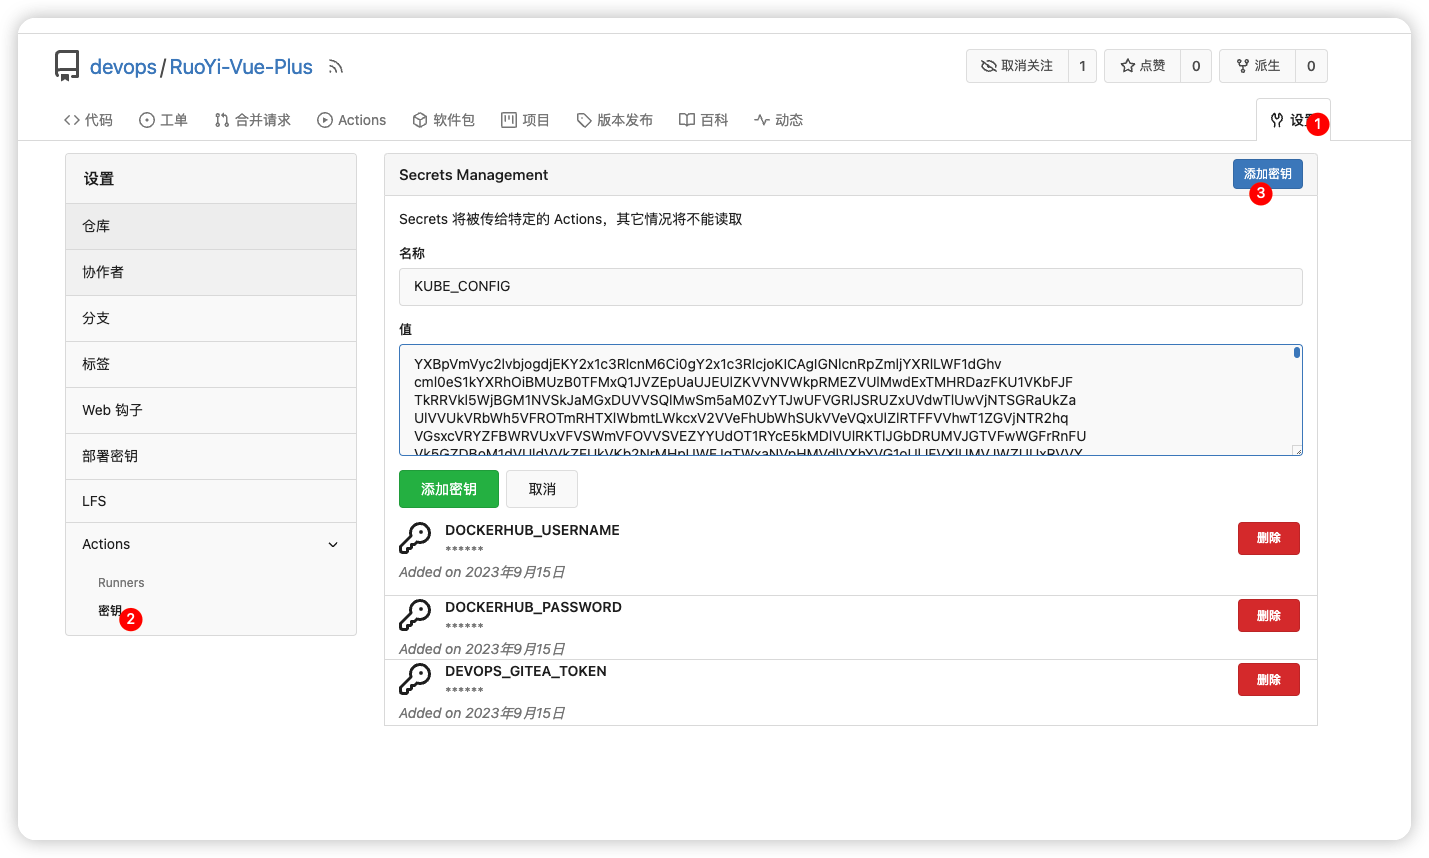 devops / RuoYi-Vue-Plus
取消关注 1 点赞 0 派生 0
代码 工单 合并请求 Actions 软件包 项目 版本发布 百科 动态 设置 1
设置
仓库
协作者
分支
标签
Web 钩子
部署密钥
LFS
Actions
Runners
密钥 2
Secrets Management 添加密钥
3
Secrets 将被传给特定的 Actions，其它情况将不能读取
名称
KUBE_CONFIG
值
添加密钥 取消
DOCKERHUB_USERNAME 删除
******
Added on 2023年9月15日
DOCKERHUB_PASSWORD 删除
******
Added on 2023年9月15日
DEVOPS_GITEA_TOKEN 删除
******
Added on 2023年9月15日